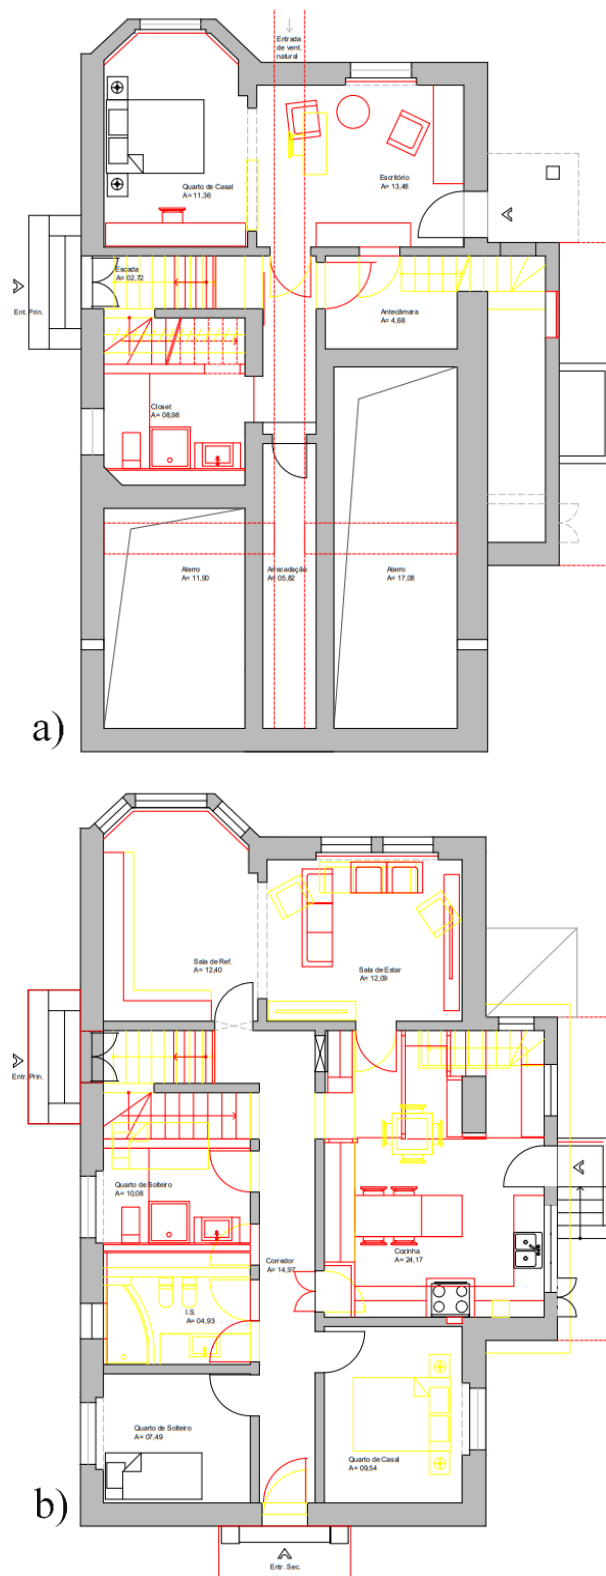 Entrada
de vent.
natural
Quarto de Casal
A= 11,36
Escritório
A= 13,48
Escada
A= 02,72
Ent. Prin.
Antecâmara
A= 4,68
Closet
A= 08,98
Aterro
A= 11,90
Arrecadação
A= 05,82
Aterro
A= 17,08
a)
Sala de Ref.
A= 12,40
Sala de Estar
A= 12,09
Entr. Prin.
Quarto de Solteiro
A= 10,08
Corredor
A= 14,97
Cozinha
A= 24,17
I.S.
A= 04,93
Quarto de Solteiro
A= 07,49
Quarto de Casal
A= 09,54
b)
Entr. Sec.